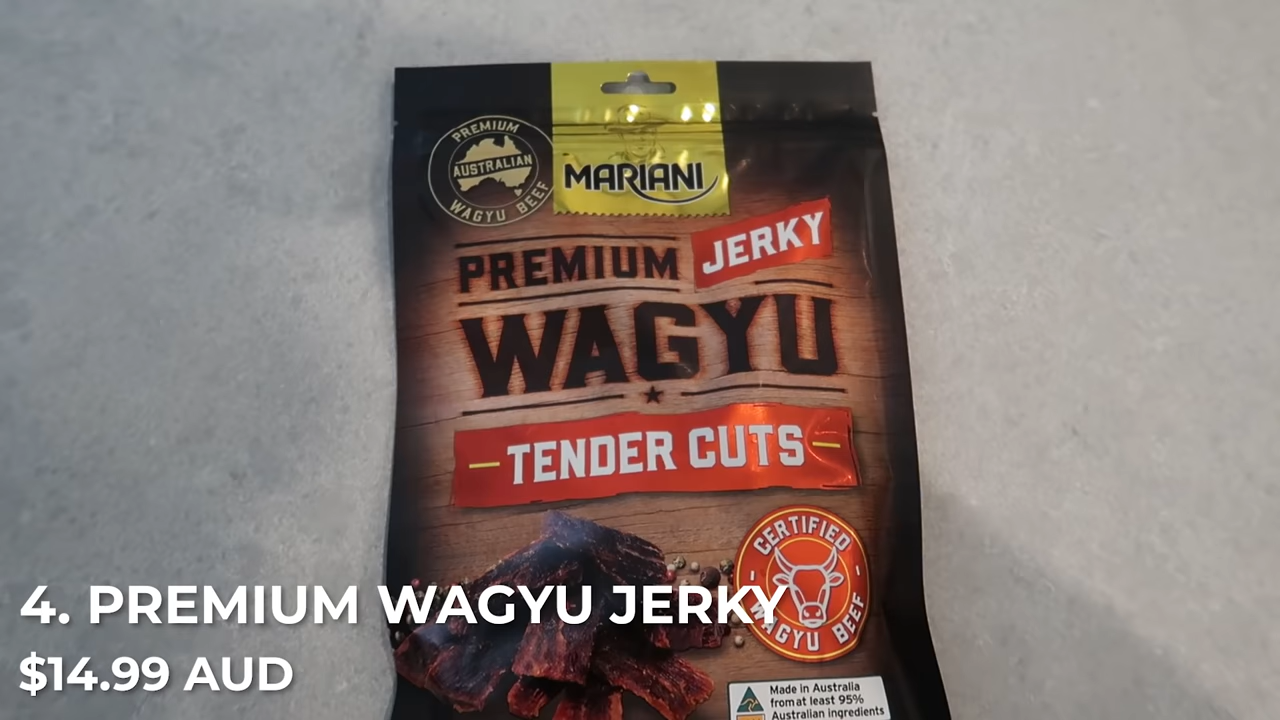 PREMIUM
AUSTRALIAN
WAGYU BEEF
MARIANI
PREMIUM JERKY
WAGYU
TENDER CUTS
CERTIFIED
WAGYU BEEF
4. PREMIUM WAGYU JERKY
$14.99 AUD
Made in Australia
from at least 95%
Australian ingredients